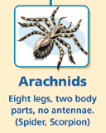 Arachnids
Eight legs, two body
parts, no antennae.
(Spider, Scorpion)